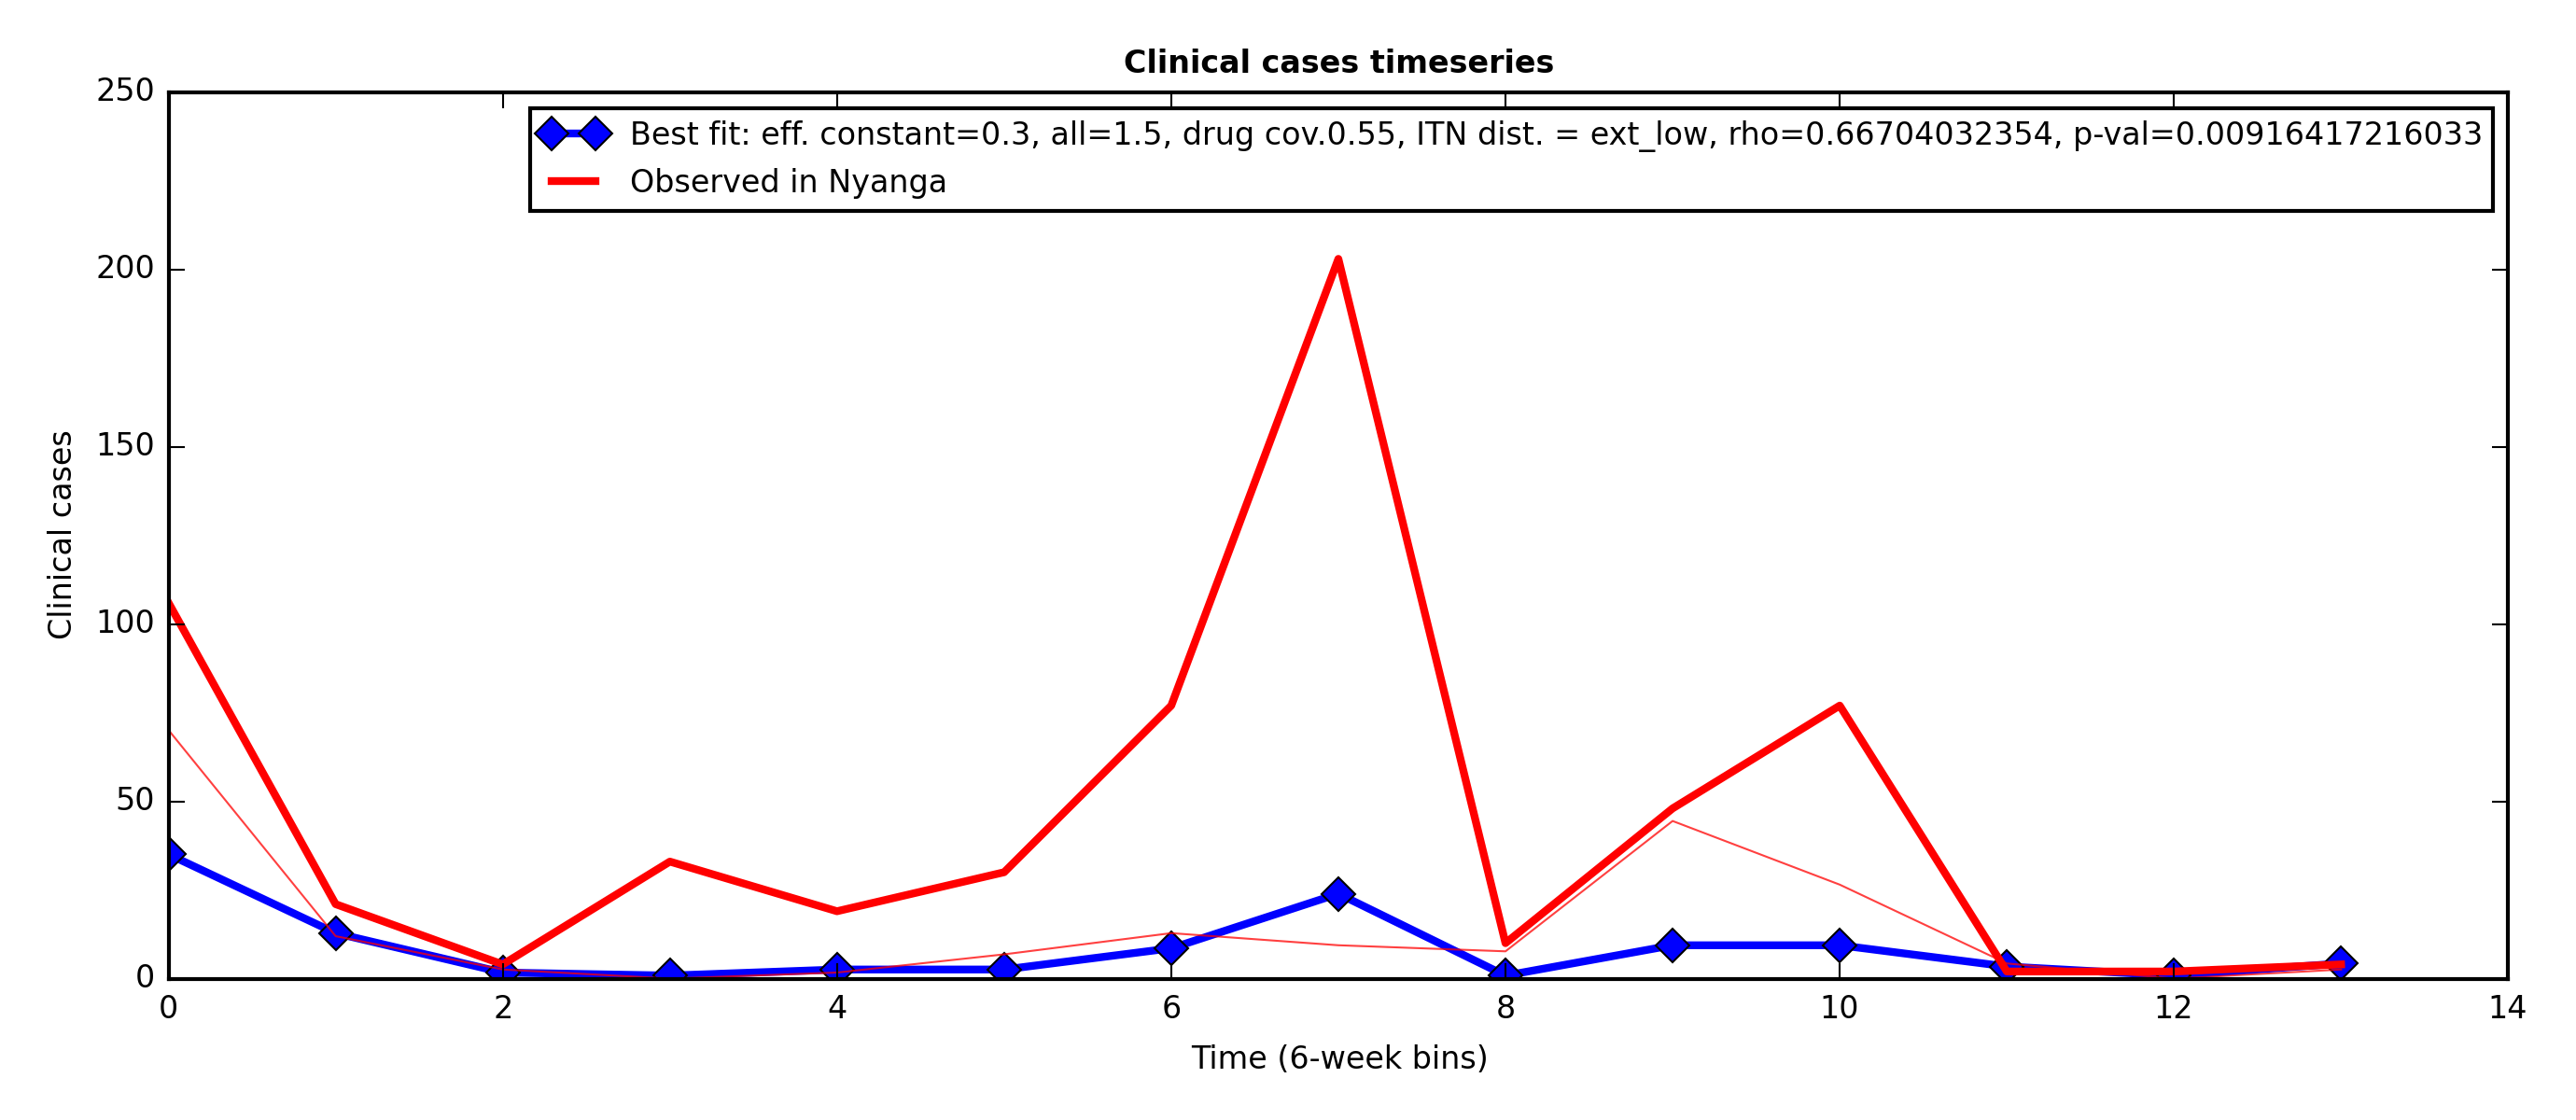 Clinical cases timeseries
250
200
150
100
50
0
Clinical cases
Best fit: eff. constant=0.3, all=1.5, drug cov.0.55, ITN dist. = ext_low, rho=0.66704032354, p-val=0.00916417216033
Observed in Nyanga
0 2 4 6 8 10 12 14
Time (6-week bins)